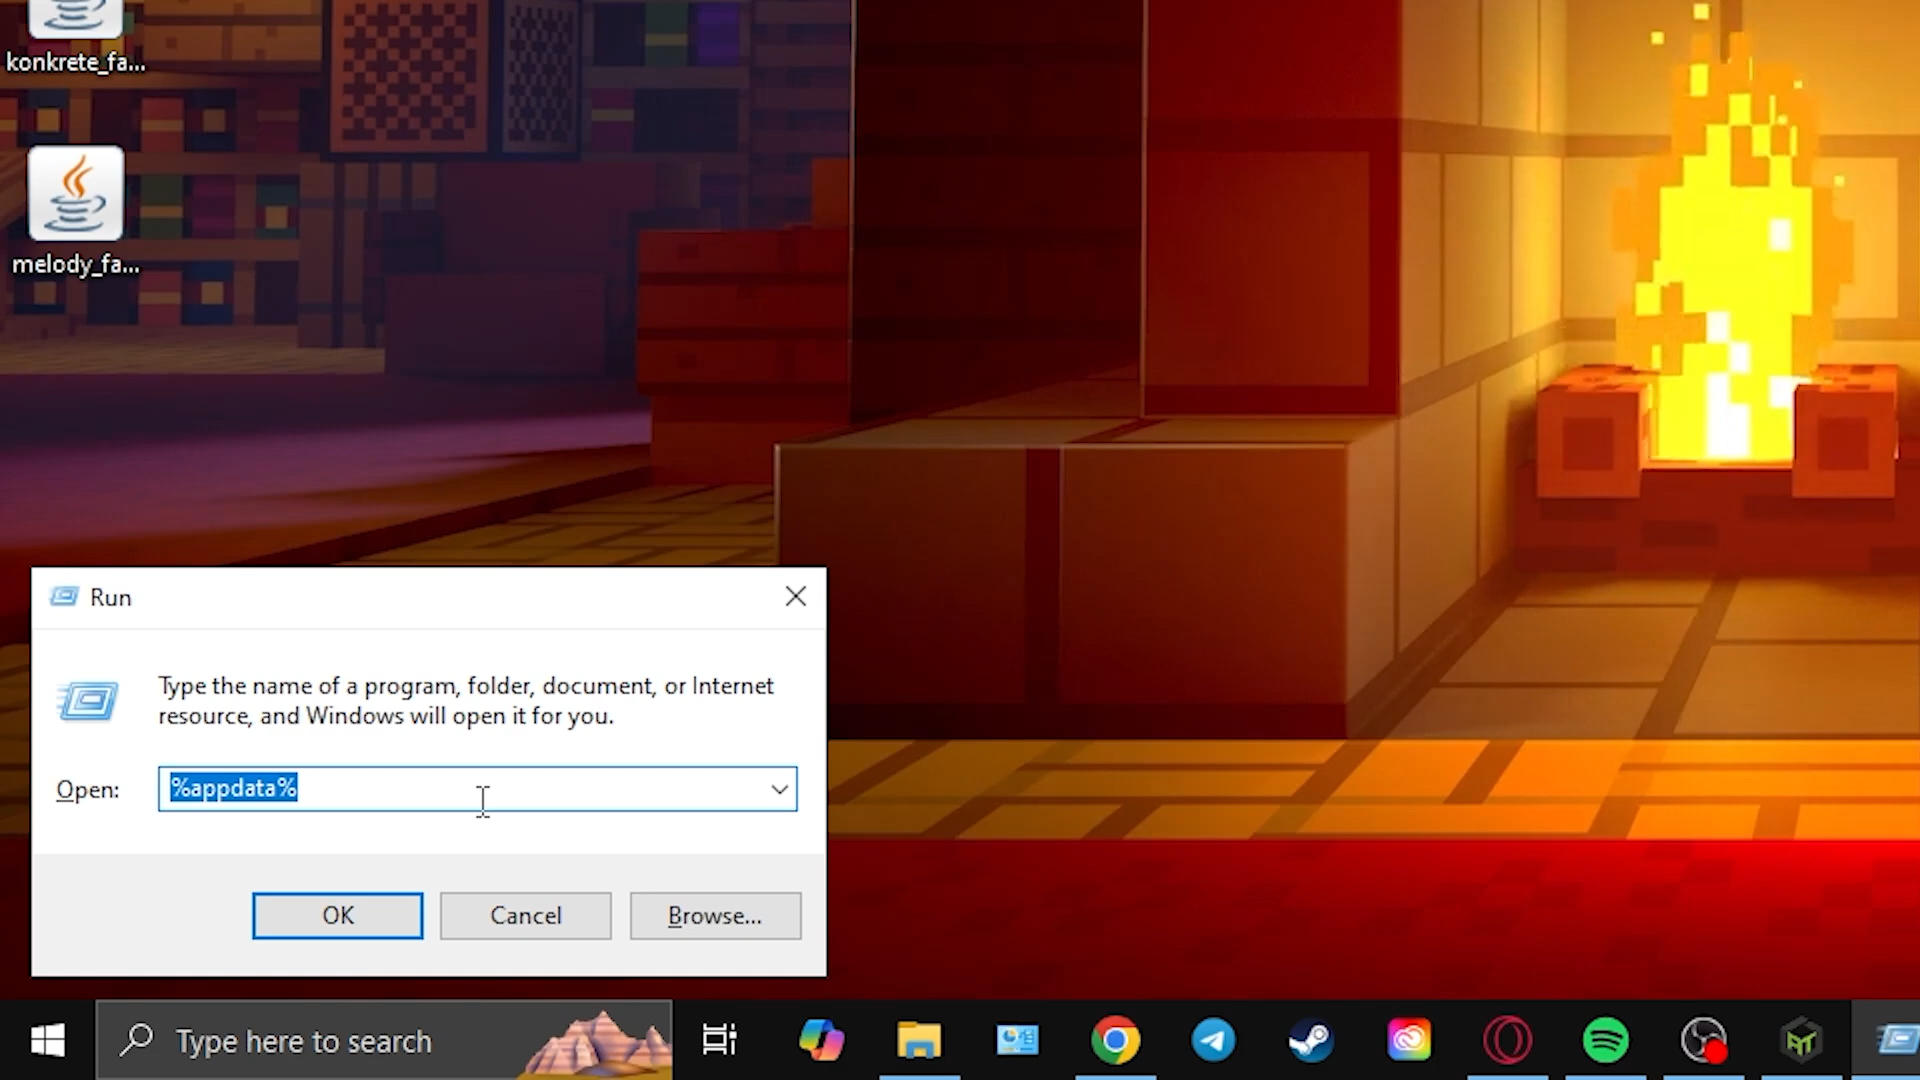 konkrete_fa...
melody_fa...
Run
Type the name of a program, folder, document, or Internet
resource, and Windows will open it for you.
Open:
%appdata%
OK
Cancel
Browse...
Type here to search